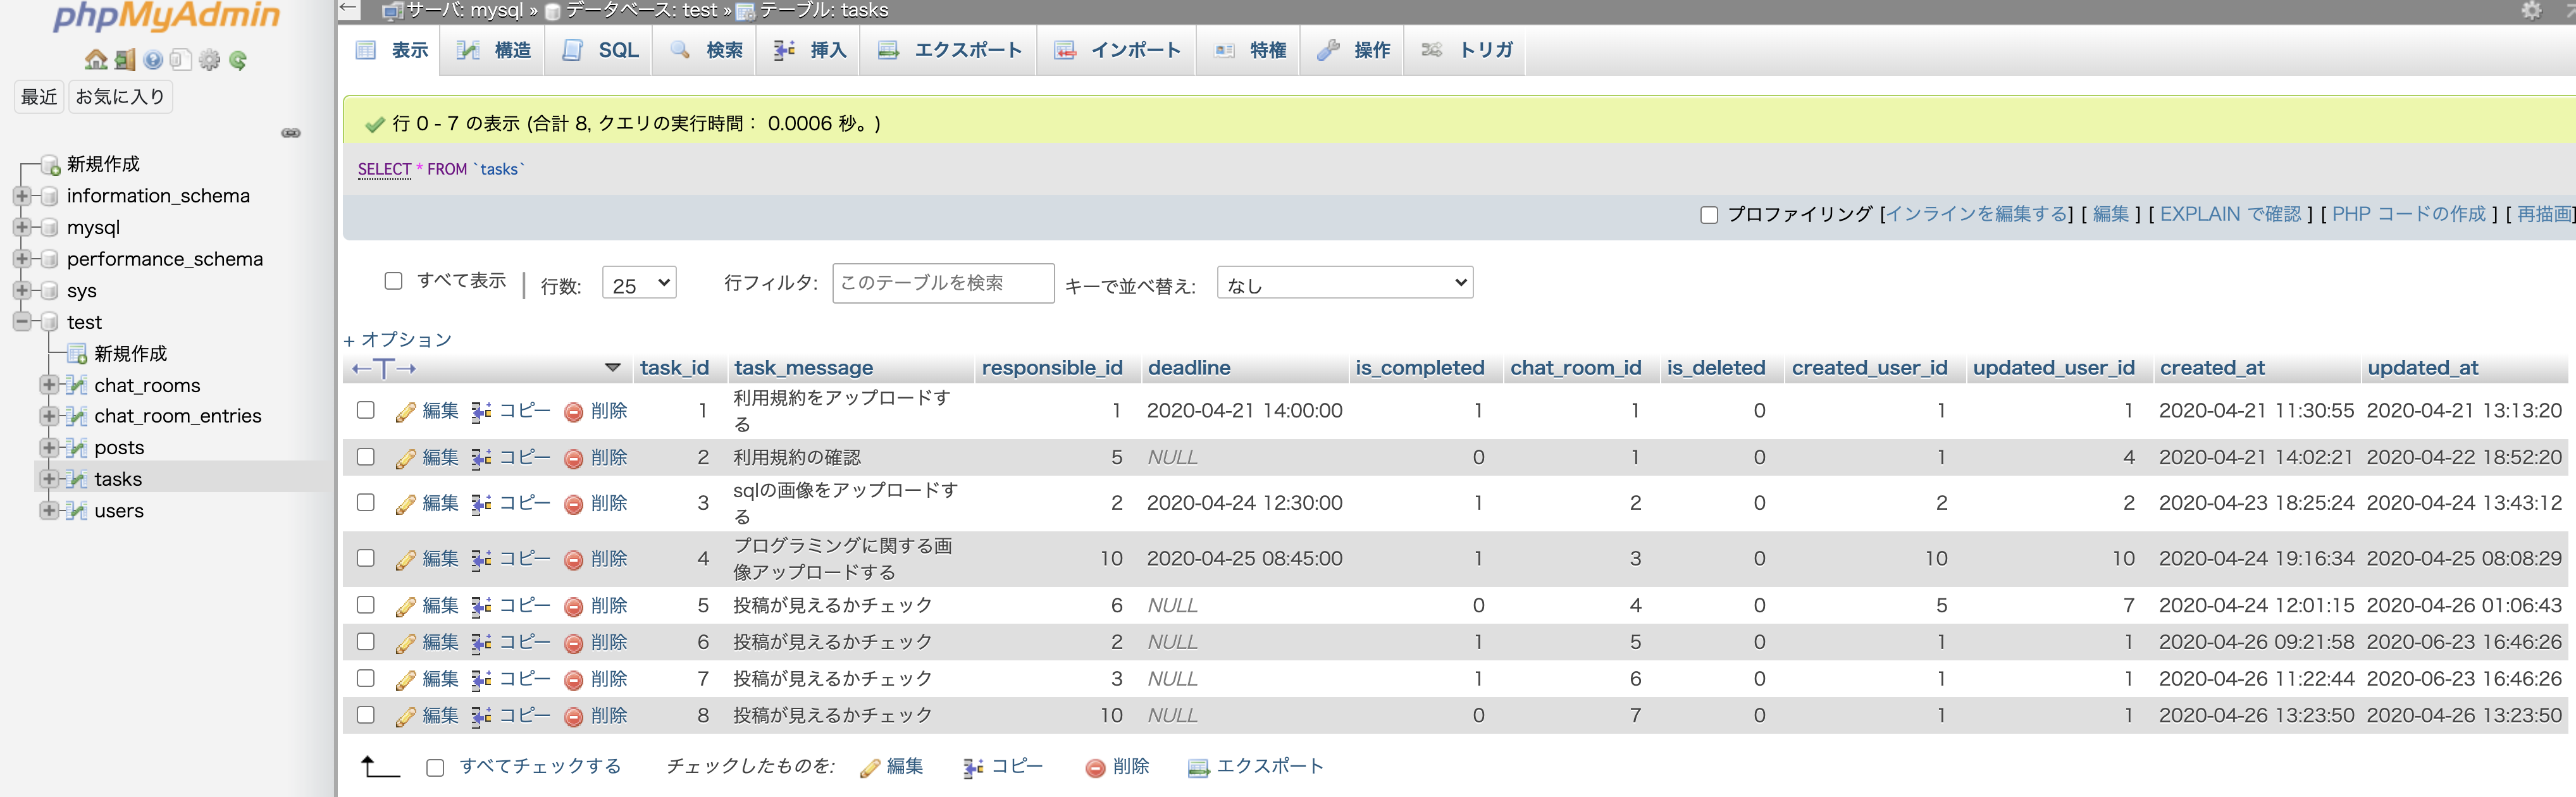 phpMyAdmin
最近 お気に入り
新規作成
information_schema
mysql
performance_schema
sys
test
新規作成
chat_rooms
chat_room_entries
posts
tasks
users
サーバ: mysql » データベース: test » テーブル: tasks
表示 構造 SQL 検索 挿入 エクスポート インポート 特権 操作 トリガ
行 0 - 7 の表示 (合計 8, クエリの実行時間： 0.0006 秒。)
SELECT * FROM `tasks`
プロファイリング [インラインを編集する] [ 編集 ] [ EXPLAIN で確認 ] [ PHP コードの作成 ] [ 再描画]
すべて表示 | 行数: 25 行フィルタ: このテーブルを検索 キーで並べ替え: なし
+ オプション
←T→ task_id task_message responsible_id deadline is_completed chat_room_id is_deleted created_user_id updated_user_id created_at updated_at
編集 コピー 削除 1 利用規約をアップロードす
る 1 2020-04-21 14:00:00 1 1 0 1 1 2020-04-21 11:30:55 2020-04-21 13:13:20
編集 コピー 削除 2 利用規約の確認 5 NULL 0 1 0 1 4 2020-04-21 14:02:21 2020-04-22 18:52:20
編集 コピー 削除 3 sqlの画像をアップロードす
る 2 2020-04-24 12:30:00 1 2 0 2 2 2020-04-23 18:25:24 2020-04-24 13:43:12
編集 コピー 削除 4 プログラミングに関する画
像アップロードする 10 2020-04-25 08:45:00 1 3 0 10 10 2020-04-24 19:16:34 2020-04-25 08:08:29
編集 コピー 削除 5 投稿が見えるかチェック 6 NULL 0 4 0 5 7 2020-04-24 12:01:15 2020-04-26 01:06:43
編集 コピー 削除 6 投稿が見えるかチェック 2 NULL 1 5 0 1 1 2020-04-26 09:21:58 2020-06-23 16:46:26
編集 コピー 削除 7 投稿が見えるかチェック 3 NULL 1 6 0 1 1 2020-04-26 11:22:44 2020-06-23 16:46:26
編集 コピー 削除 8 投稿が見えるかチェック 10 NULL 0 7 0 1 1 2020-04-26 13:23:50 2020-04-26 13:23:50
すべてチェックする チェックしたものを: 編集 コピー 削除 エクスポート